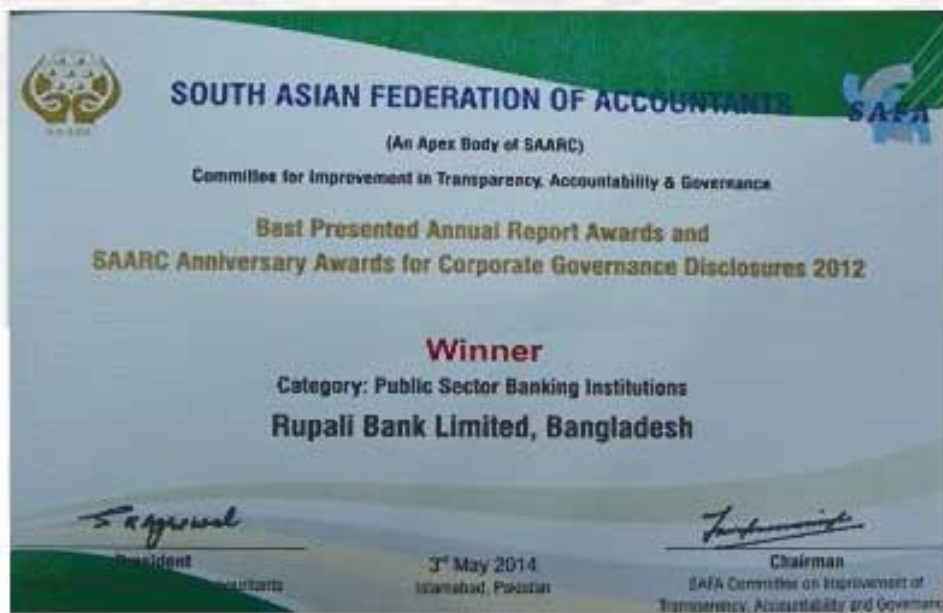 SOUTH ASIAN FEDERATION OF ACCOUNTANTS
SAFA
(An Apex Body of SAARC)
Committee for Improvement in Transparency, Accountability & Governance
Best Presented Annual Report Awards and
SAARC Anniversary Awards for Corporate Governance Disclosures 2012
Winner
Category: Public Sector Banking Institutions
Rupali Bank Limited, Bangladesh
President
3rd May 2014
Islamabad, Pakistan
Chairman
SAFA Committee on Improvement of
Transparency, Accountability and Governance